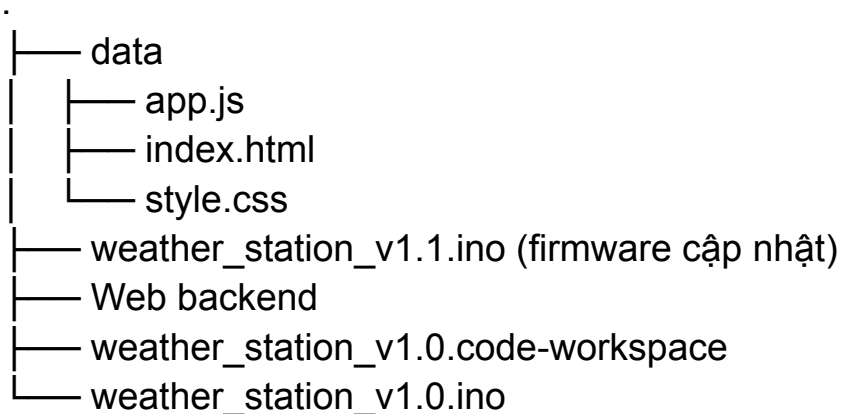 .
├── data
│   ├── app.js
│   ├── index.html
│   └── style.css
├── weather_station_v1.1.ino (firmware cập nhật)
├── Web backend
├── weather_station_v1.0.code-workspace
└── weather_station_v1.0.ino